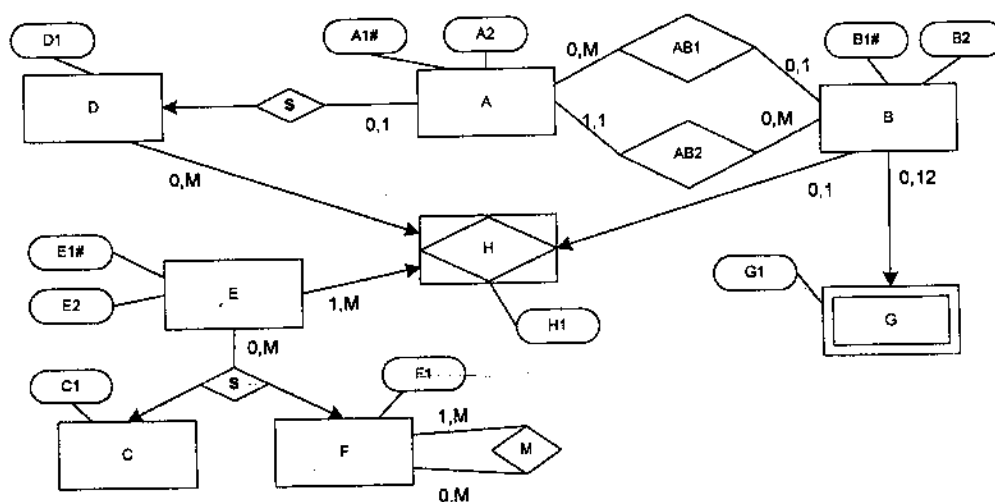 D1
A1#
A2
B1#
B2
D
S
0,1
A
0,M
AB1
0,1
1,1
AB2
0,M
B
0,M
0,1
0,12
E1#
E2
E
1,M
H
H1
G1
G
0,M
S
C1
C
E1
F
1,M
M
0.M